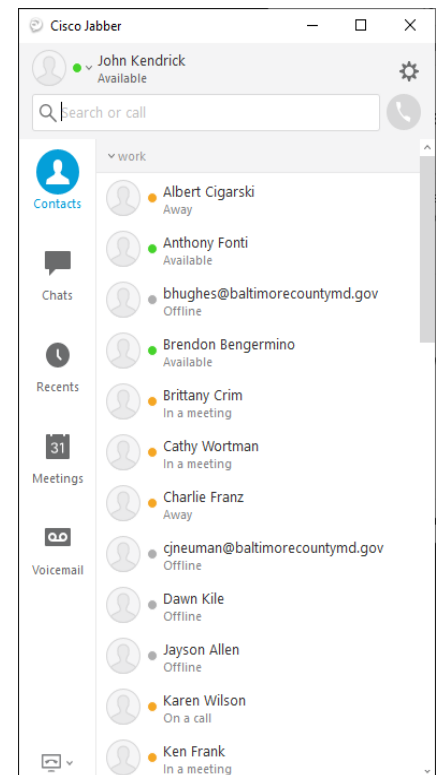 Cisco Jabber
John Kendrick
Available
Search or call
work
Contacts
Chats
Recents
31
Meetings
Voicemail
Albert Cigarski
Away
Anthony Fonti
Available
bhughes@baltimorecountymd.gov
Offline
Brendon Bengermino
Available
Brittany Crim
In a meeting
Cathy Wortman
In a meeting
Charlie Franz
Away
cjneuman@baltimorecountymd.gov
Offline
Dawn Kile
Offline
Jayson Allen
Offline
Karen Wilson
On a call
Ken Frank
In a meeting